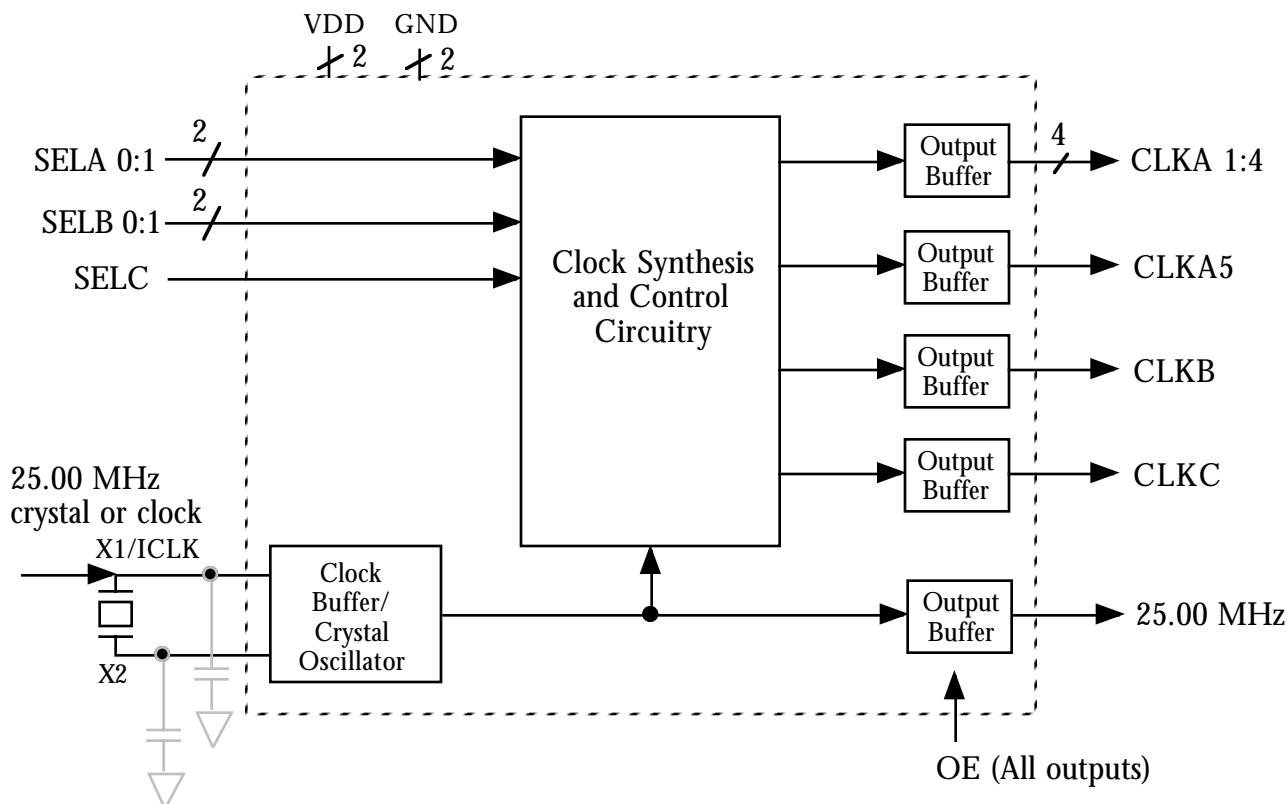 VDD GND
2 2
2
SELA 0:1
2
SELB 0:1
SELC
Clock Synthesis
and Control
Circuitry
Output
Buffer
4
CLKA 1:4
Output
Buffer
CLKA5
Output
Buffer
CLKB
Output
Buffer
CLKC
25.00 MHz
crystal or clock
X1/ICLK
X2
Clock
Buffer/
Crystal
Oscillator
Output
Buffer
25.00 MHz
OE (All outputs)